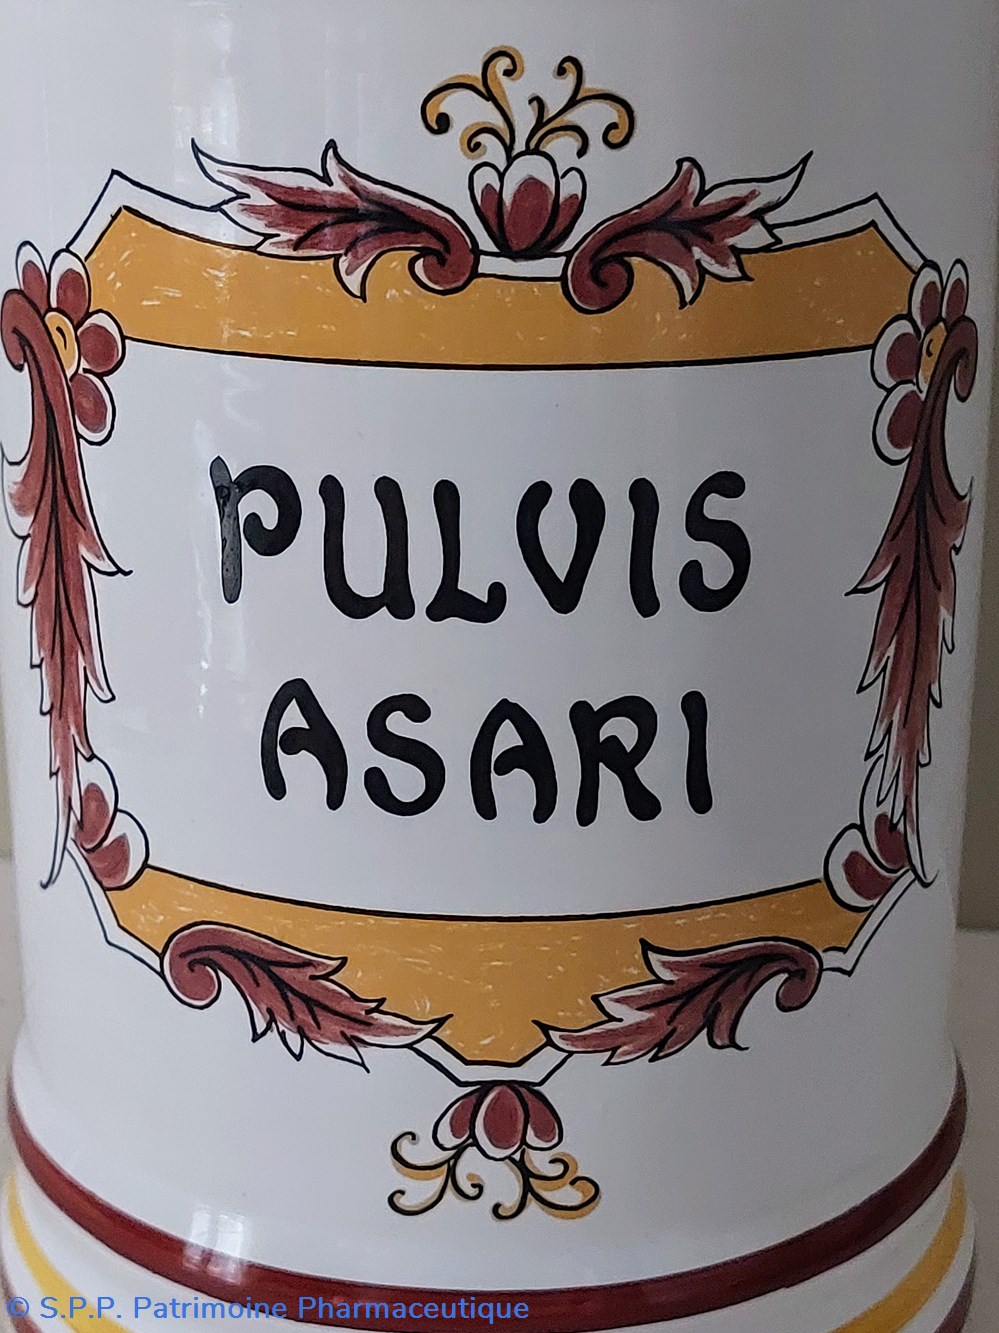 PULVIS
ASARI
© S.P.P. Patrimoine Pharmaceutique